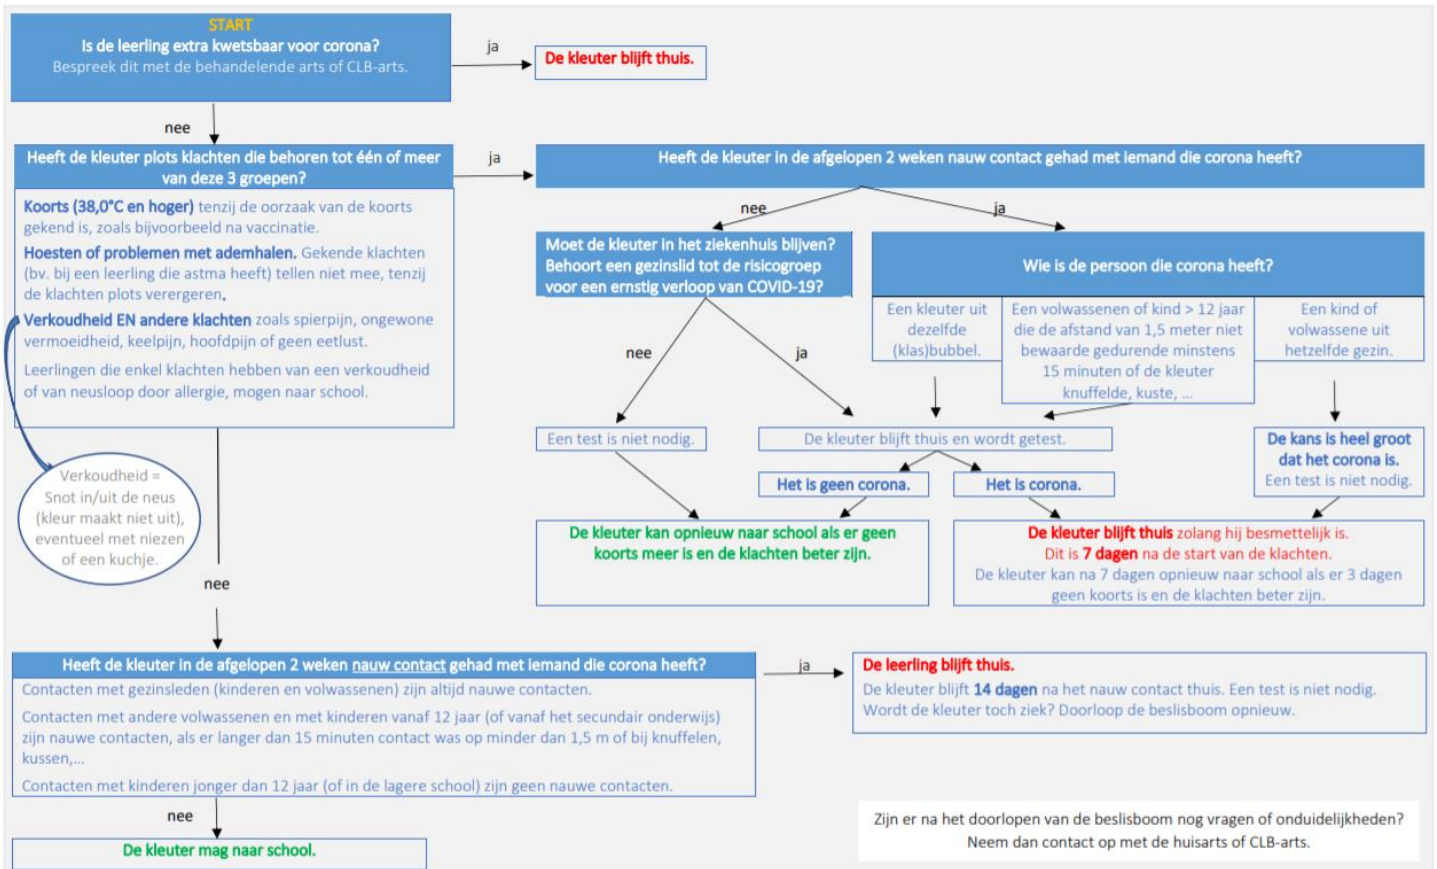 START
Is de leerling extra kwetsbaar voor corona?
Bespreek dit met de behandelende arts of CLB-arts.
ja
De kleuter blijft thuis.
nee
Heeft de kleuter plots klachten die behoren tot één of meer
van deze 3 groepen?
Koorts (38,0°C en hoger) tenzij de oorzaak van de koorts
gekend is, zoals bijvoorbeeld na vaccinatie.
Hoesten of problemen met ademhalen. Gekende klachten
(bv. bij een leerling die astma heeft) tellen niet mee, tenzij
de klachten plots verergeren.
Verkoudheid EN andere klachten zoals spierpijn, ongewone
vermoeidheid, keelpijn, hoofdpijn of geen eetlust.
Leerlingen die enkel klachten hebben van een verkoudheid
of van neusloop door allergie, mogen naar school.
Verkoudheid =
Snot in/uit de neus
(kleur maakt niet uit),
eventueel met niezen
of een kuchje.
ja
Heeft de kleuter in de afgelopen 2 weken nauw contact gehad met iemand die corona heeft?
nee
ja
Moet de kleuter in het ziekenhuis blijven?
Behoort een gezinslid tot de risicogroep
voor een ernstig verloop van COVID-19?
Wie is de persoon die corona heeft?
Een kleuter uit
dezelfde
(klas)bubbel.
Een volwassenen of kind > 12 jaar
die de afstand van 1,5 meter niet
bewaarde gedurende minstens
15 minuten of de kleuter
knuffelde, kuste, ...
Een kind of
volwassene uit
hetzelfde gezin.
nee
ja
Een test is niet nodig.
De kleuter blijft thuis en wordt getest.
De kans is heel groot
dat het corona is.
Een test is niet nodig.
Het is geen corona.
Het is corona.
De kleuter kan opnieuw naar school als er geen
koorts meer is en de klachten beter zijn.
De kleuter blijft thuis zolang hij besmettelijk is.
Dit is 7 dagen na de start van de klachten.
De kleuter kan na 7 dagen opnieuw naar school als er 3 dagen
geen koorts is en de klachten beter zijn.
nee
Heeft de kleuter in de afgelopen 2 weken nauw contact gehad met iemand die corona heeft?
Contacten met gezinsleden (kinderen en volwassenen) zijn altijd nauwe contacten.
Contacten met andere volwassenen en met kinderen vanaf 12 jaar (of vanaf het secundair onderwijs)
zijn nauwe contacten, als er langer dan 15 minuten contact was op minder dan 1,5 m of bij knuffelen,
kussen,...
Contacten met kinderen jonger dan 12 jaar (of in de lagere school) zijn geen nauwe contacten.
ja
De leerling blijft thuis.
De kleuter blijft 14 dagen na het nauw contact thuis. Een test is niet nodig.
Wordt de kleuter toch ziek? Doorloop de beslisboom opnieuw.
nee
De kleuter mag naar school.
Zijn er na het doorlopen van de beslisboom nog vragen of onduidelijkheden?
Neem dan contact op met de huisarts of CLB-arts.